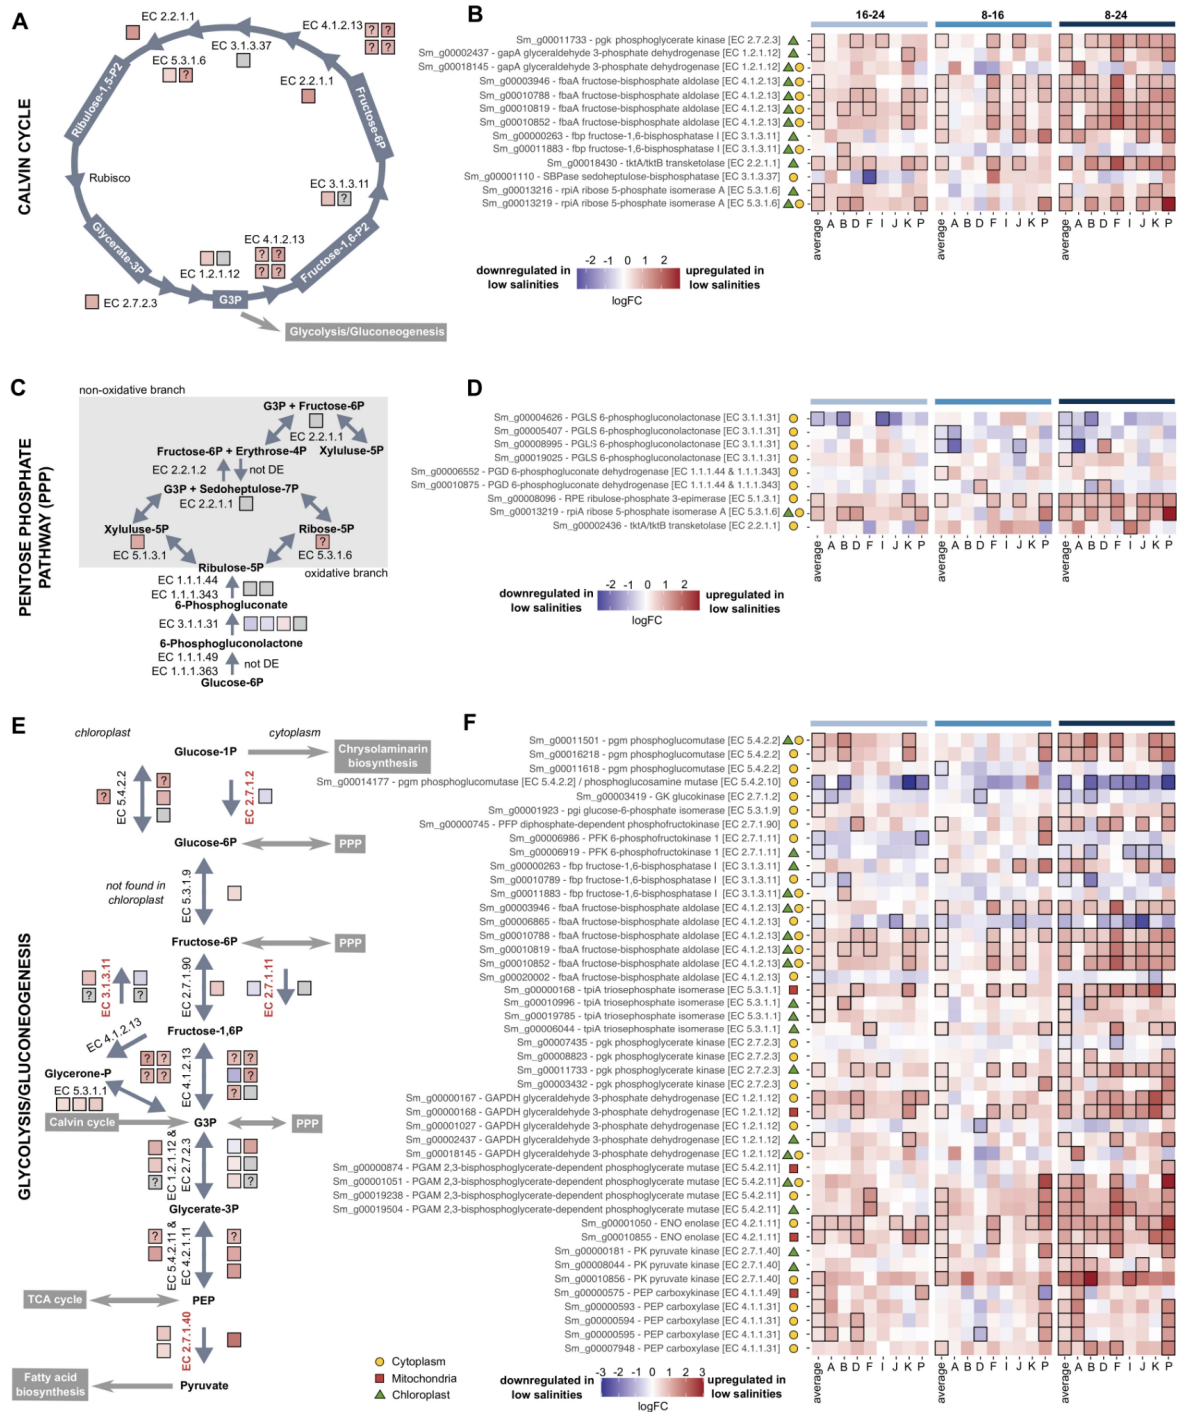 A
CALVIN CYCLE
EC 2.2.1.1
EC 4.1.2.13
? ?
? ?
EC 3.1.3.37
EC 5.3.1.6
?
EC 2.2.1.1
Ribulose-1,5-P2
Fructose-6P
Rubisco
EC 3.1.3.11
?
Glycerate-3P
EC 4.1.2.13
? ?
? ?
EC 1.2.1.12
Fructose-1,6-P2
EC 2.7.2.3
G3P
Glycolysis/Gluconeogenesis
B
16-24 8-16 8-24
Sm_g00011733 - pgk phosphoglycerate kinase [EC 2.7.2.3]
Sm_g00002437 - gapA glyceraldehyde 3-phosphate dehydrogenase [EC 1.2.1.12]
Sm_g00018145 - gapA glyceraldehyde 3-phosphate dehydrogenase [EC 1.2.1.12]
Sm_g00003946 - fbaA fructose-bisphosphate aldolase [EC 4.1.2.13]
Sm_g00010788 - fbaA fructose-bisphosphate aldolase [EC 4.1.2.13]
Sm_g00010819 - fbaA fructose-bisphosphate aldolase [EC 4.1.2.13]
Sm_g00010852 - fbaA fructose-bisphosphate aldolase [EC 4.1.2.13]
Sm_g00000263 - fbp fructose-1,6-bisphosphatase I [EC 3.1.3.11]
Sm_g00011883 - fbp fructose-1,6-bisphosphatase I [EC 3.1.3.11]
Sm_g00018430 - tktA/tktB transketolase [EC 2.2.1.1]
Sm_g00001110 - SBPase sedoheptulose-bisphosphatase [EC 3.1.3.37]
Sm_g00013216 - rpiA ribose 5-phosphate isomerase A [EC 5.3.1.6]
Sm_g00013219 - rpiA ribose 5-phosphate isomerase A [EC 5.3.1.6]
average A B D F I J K P average A B D F I J K P average A B D F I J K P
downregulated in low salinities
-2 -1 0 1 2
upregulated in low salinities
logFC
C
PENTOSE PHOSPHATE PATHWAY (PPP)
non-oxidative branch
G3P + Fructose-6P
EC 2.2.1.1
Fructose-6P + Erythrose-4P Xyluluse-5P
EC 2.2.1.2 not DE
G3P + Sedoheptulose-7P
EC 2.2.1.1
Xyluluse-5P Ribose-5P
?
EC 5.1.3.1 EC 5.3.1.6
Ribulose-5P oxidative branch
EC 1.1.1.44
EC 1.1.1.343
6-Phosphogluconate
EC 3.1.1.31
6-Phosphogluconolactone
EC 1.1.1.49
EC 1.1.1.363 not DE
Glucose-6P
D
Sm_g00004626 - PGLS 6-phosphogluconolactonase [EC 3.1.1.31]
Sm_g00005407 - PGLS 6-phosphogluconolactonase [EC 3.1.1.31]
Sm_g00008995 - PGLS 6-phosphogluconolactonase [EC 3.1.1.31]
Sm_g00019025 - PGLS 6-phosphogluconolactonase [EC 3.1.1.31]
Sm_g00006552 - PGD 6-phosphogluconate dehydrogenase [EC 1.1.1.44 & 1.1.1.343]
Sm_g00010875 - PGD 6-phosphogluconate dehydrogenase [EC 1.1.1.44 & 1.1.1.343]
Sm_g00008096 - RPE ribulose-phosphate 3-epimerase [EC 5.1.3.1]
Sm_g00013219 - rpiA ribose 5-phosphate isomerase A [EC 5.3.1.6]
Sm_g00002436 - tktA/tktB transketolase [EC 2.2.1.1]
average A B D F I J K P average A B D F I J K P average A B D F I J K P
downregulated in low salinities
-2 -1 0 1 2
upregulated in low salinities
logFC
E
GLYCOLYSIS/GLUCONEOGENESIS
chloroplast cytoplasm
Glucose-1P
Chrysolaminarin biosynthesis
EC 5.4.2.2
? ?
EC 2.7.1.2
Glucose-6P PPP
not found in chloroplast
EC 5.3.1.9
Fructose-6P PPP
EC 3.1.3.11
? ?
EC 2.7.1.90
EC 2.7.1.11
Fructose-1,6P
EC 4.1.2.13
Glycerone-P
? ?
? ?
EC 4.1.2.13
? ?
?
?
EC 5.3.1.1
Calvin cycle G3P PPP
EC 1.2.1.12 &
EC 2.7.2.3
? ?
Glycerate-3P
EC 5.4.2.11 &
EC 4.2.1.11
? ?
TCA cycle PEP
EC 2.7.1.40
Fatty acid biosynthesis
Pyruvate
Cytoplasm
Mitochondria
Chloroplast
F
Sm_g00011501 - pgm phosphoglucomutase [EC 5.4.2.2]
Sm_g00016218 - pgm phosphoglucomutase [EC 5.4.2.2]
Sm_g00011618 - pgm phosphoglucomutase [EC 5.4.2.2]
Sm_g00014177 - pgm phosphoglucomutase [EC 5.4.2.2] / phosphoglucosamine mutase [EC 5.4.2.10]
Sm_g00003419 - GK glucokinase [EC 2.7.1.2]
Sm_g00001923 - pgi glucose-6-phosphate isomerase [EC 5.3.1.9]
Sm_g00000745 - PFP diphosphate-dependent phosphofructokinase [EC 2.7.1.90]
Sm_g00006986 - PFK 6-phosphofructokinase 1 [EC 2.7.1.11]
Sm_g00006919 - PFK 6-phosphofructokinase 1 [EC 2.7.1.11]
Sm_g00000263 - fbp fructose-1,6-bisphosphatase I [EC 3.1.3.11]
Sm_g00010789 - fbp fructose-1,6-bisphosphatase I [EC 3.1.3.11]
Sm_g00011883 - fbp fructose-1,6-bisphosphatase I [EC 3.1.3.11]
Sm_g00003946 - fbaA fructose-bisphosphate aldolase [EC 4.1.2.13]
Sm_g00006865 - fbaA fructose-bisphosphate aldolase [EC 4.1.2.13]
Sm_g00010788 - fbaA fructose-bisphosphate aldolase [EC 4.1.2.13]
Sm_g00010819 - fbaA fructose-bisphosphate aldolase [EC 4.1.2.13]
Sm_g00010852 - fbaA fructose-bisphosphate aldolase [EC 4.1.2.13]
Sm_g00020002 - fbaA fructose-bisphosphate aldolase [EC 4.1.2.13]
Sm_g00000168 - tpiA triosephosphate isomerase [EC 5.3.1.1]
Sm_g00010996 - tpiA triosephosphate isomerase [EC 5.3.1.1]
Sm_g00019785 - tpiA triosephosphate isomerase [EC 5.3.1.1]
Sm_g00006044 - tpiA triosephosphate isomerase [EC 5.3.1.1]
Sm_g00007435 - pgk phosphoglycerate kinase [EC 2.7.2.3]
Sm_g00008823 - pgk phosphoglycerate kinase [EC 2.7.2.3]
Sm_g00011733 - pgk phosphoglycerate kinase [EC 2.7.2.3]
Sm_g00003432 - pgk phosphoglycerate kinase [EC 2.7.2.3]
Sm_g00000167 - GAPDH glyceraldehyde 3-phosphate dehydrogenase [EC 1.2.1.12]
Sm_g00000168 - GAPDH glyceraldehyde 3-phosphate dehydrogenase [EC 1.2.1.12]
Sm_g00001027 - GAPDH glyceraldehyde 3-phosphate dehydrogenase [EC 1.2.1.12]
Sm_g00002437 - GAPDH glyceraldehyde 3-phosphate dehydrogenase [EC 1.2.1.12]
Sm_g00018145 - GAPDH glyceraldehyde 3-phosphate dehydrogenase [EC 1.2.1.12]
Sm_g00000874 - PGAM 2,3-bisphosphoglycerate-dependent phosphoglycerate mutase [EC 5.4.2.11]
Sm_g00001051 - PGAM 2,3-bisphosphoglycerate-dependent phosphoglycerate mutase [EC 5.4.2.11]
Sm_g00019238 - PGAM 2,3-bisphosphoglycerate-dependent phosphoglycerate mutase [EC 5.4.2.11]
Sm_g00019504 - PGAM 2,3-bisphosphoglycerate-dependent phosphoglycerate mutase [EC 5.4.2.11]
Sm_g00001050 - ENO enolase [EC 4.2.1.11]
Sm_g00010855 - ENO enolase [EC 4.2.1.11]
Sm_g00000181 - PK pyruvate kinase [EC 2.7.1.40]
Sm_g00008044 - PK pyruvate kinase [EC 2.7.1.40]
Sm_g00010856 - PK pyruvate kinase [EC 2.7.1.40]
Sm_g00000575 - PEP carboxykinase [EC 4.1.1.49]
Sm_g00000593 - PEP carboxylase [EC 4.1.1.31]
Sm_g00000594 - PEP carboxylase [EC 4.1.1.31]
Sm_g00000595 - PEP carboxylase [EC 4.1.1.31]
Sm_g00007948 - PEP carboxylase [EC 4.1.1.31]
average A B D F I J K P average A B D F I J K P average A B D F I J K P
downregulated in low salinities
-3 -2 -1 0 1 2 3
upregulated in low salinities
logFC